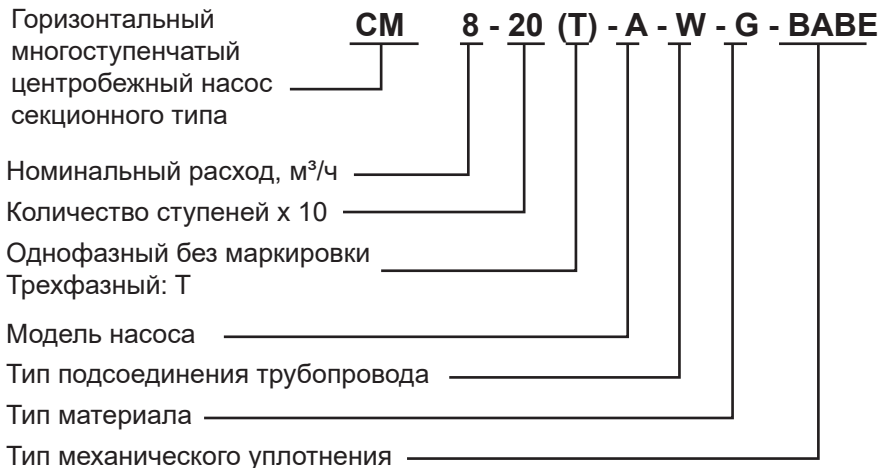 Горизонтальный
многоступенчатый
центробежный насос
секционного типа
CM 8 - 20 (T) - A - W - G - BABE
Номинальный расход, м³/ч
Количество ступеней x 10
Однофазный без маркировки
Трехфазный: Т
Модель насоса
Тип подсоединения трубопровода
Тип материала
Тип механического уплотнения